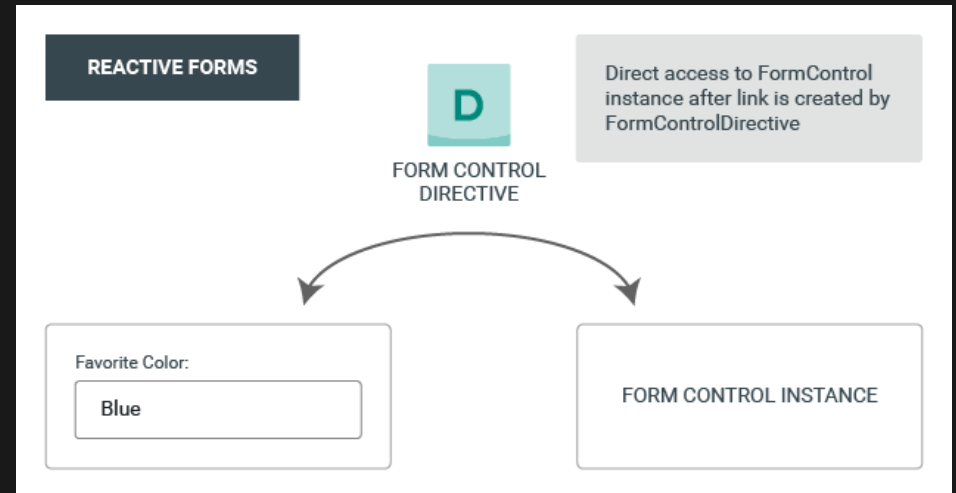 REACTIVE FORMS
D
FORM CONTROL
DIRECTIVE
Direct access to FormControl
instance after link is created by
FormControlDirective
Favorite Color:
Blue
FORM CONTROL INSTANCE